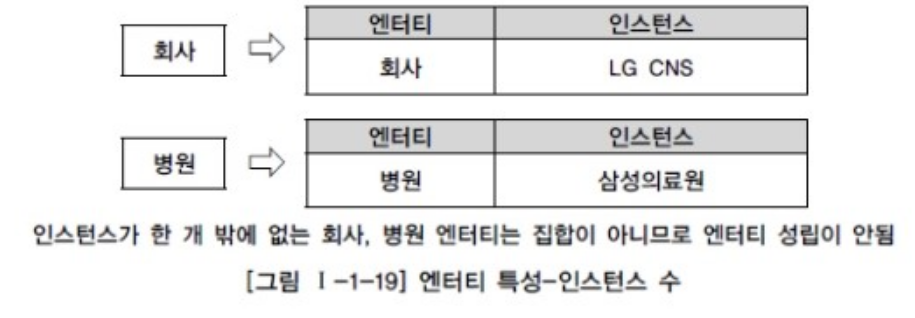 엔터티 인스턴스
회사 회사 LG CNS
엔터티 인스턴스
병원 병원 삼성의료원
인스턴스가 한 개 밖에 없는 회사, 병원 엔터티는 집합이 아니므로 엔터티 성립이 안됨
[그림 Ⅰ-1-19] 엔터티 특성-인스턴스 수